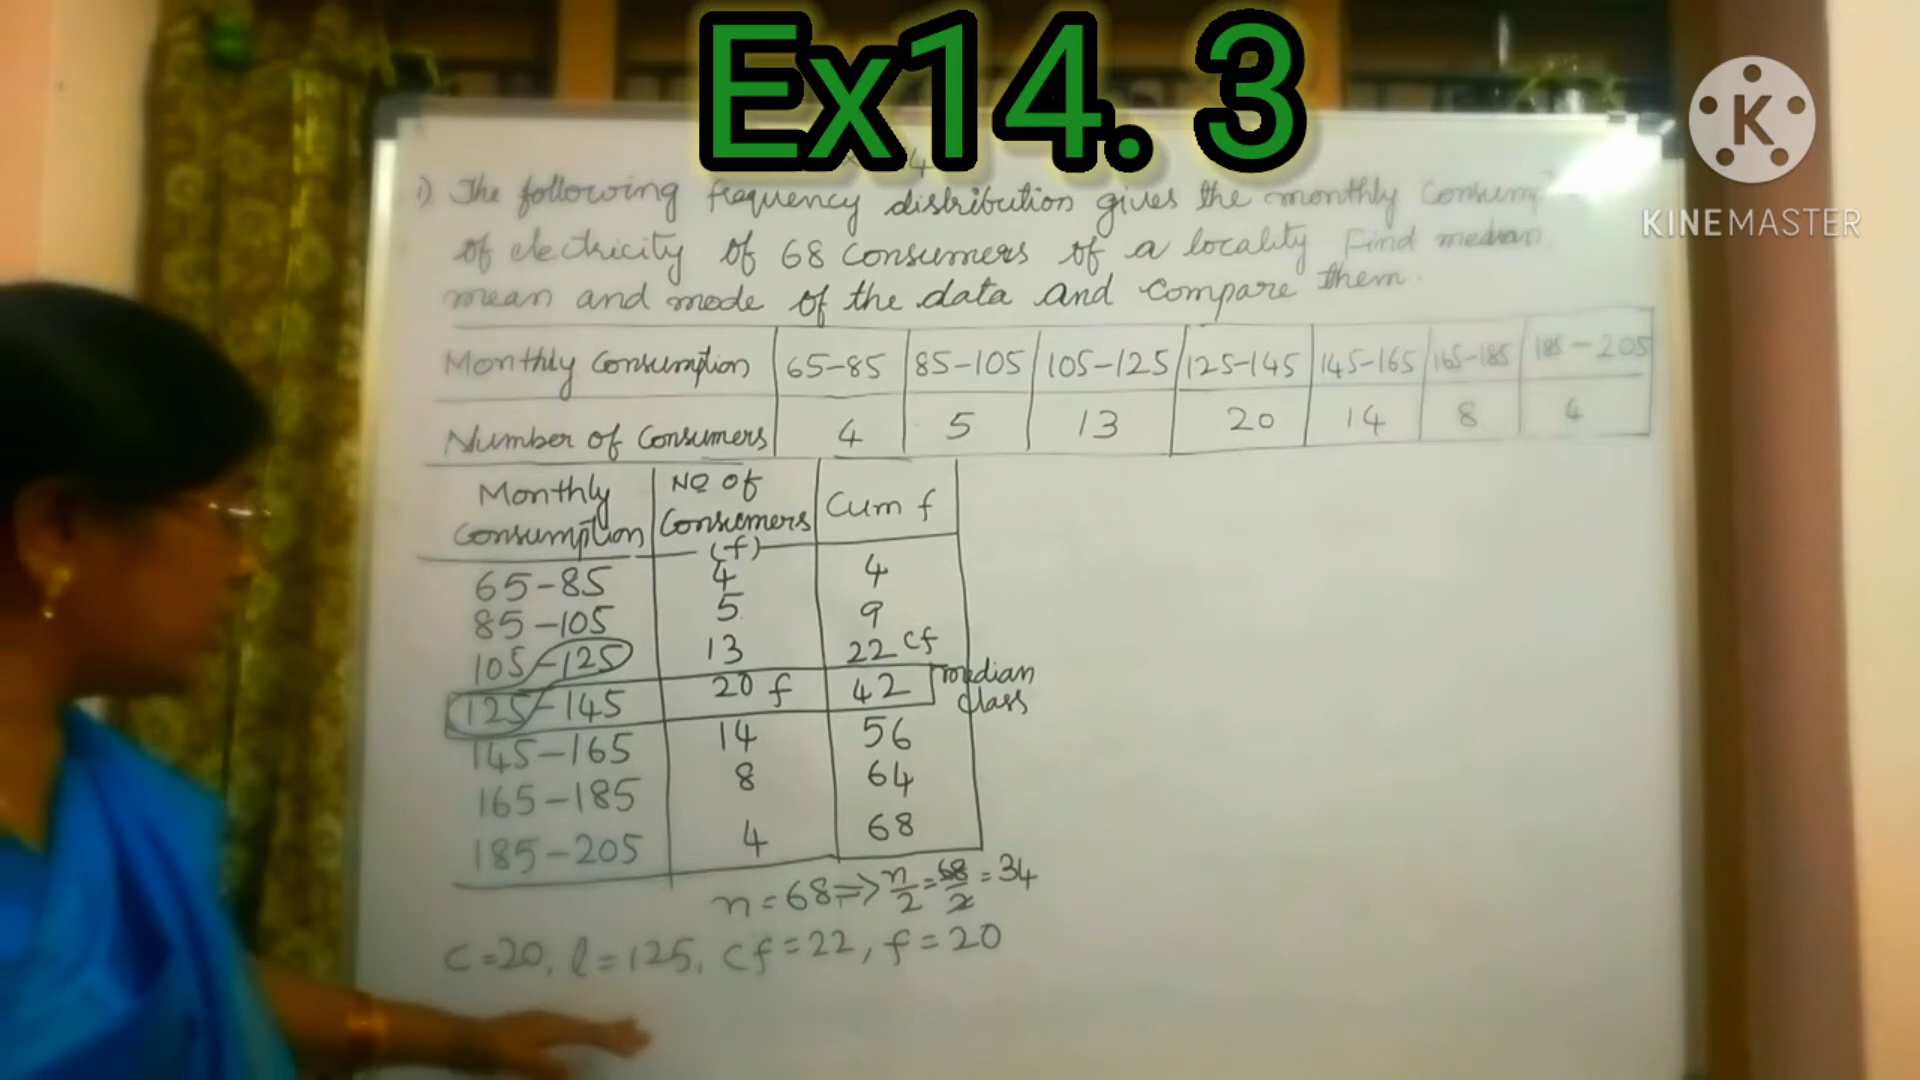 Ex14.3
K
KINEMASTER
1) The following frequency distribution gives the monthly
of electricity of 68 consumers of a locality Find median,
mean and mode of the data and compare them.
Monthly Consumption 65-85 85-105 105-125 125-145 145-165 165-185 185-205
Number of Consumers 4 5 13 20 14 8 4
Monthly Consumption No of Consumers (f) Cum f
65-85 4 4
85-105 5 9
105-125 13 22 cf
125-145 20 f 42 median class
145-165 14 56
165-185 8 64
185-205 4 68
n=68=> n/2 = 68/2 = 34
c=20, l=125, cf=22, f=20